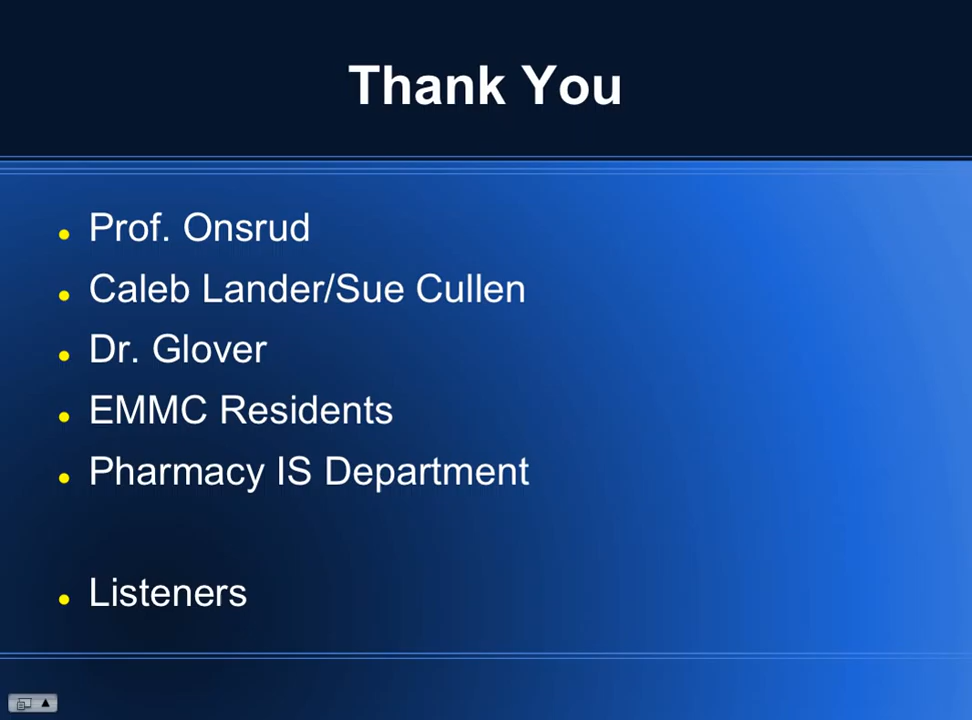 Thank You
Prof. Onsrud
Caleb Lander/Sue Cullen
Dr. Glover
EMMC Residents
Pharmacy IS Department
Listeners